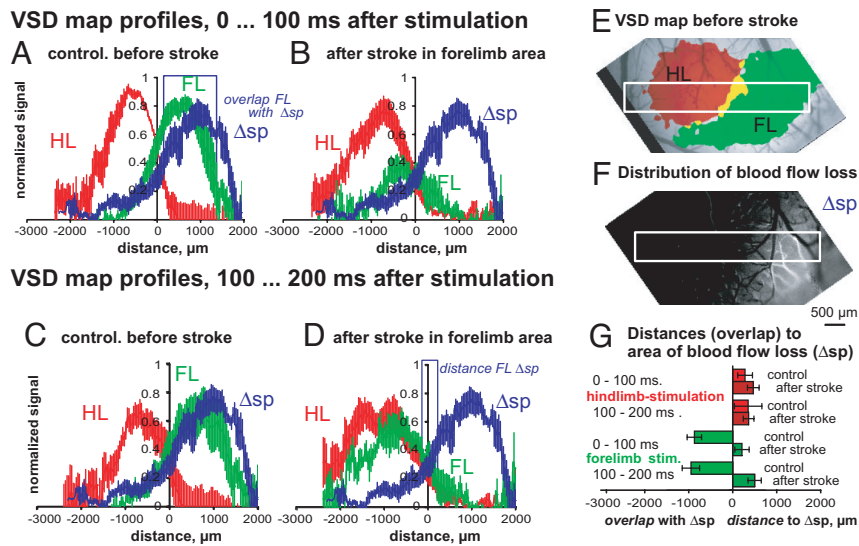 VSD map profiles, 0 ... 100 ms after stimulation
A control. before stroke
normalized signal
1
0.8
0.6
0.4
0.2
0
HL
FL
Δsp
overlap FL
with Δsp
-3000 -2000 -1000 0 1000 2000
distance, µm
B after stroke in forelimb area
1
0.8
0.6
0.4
0.2
0
HL
FL
Δsp
-3000 -2000 -1000 0 1000 2000
distance, µm
VSD map profiles, 100 ... 200 ms after stimulation
C control. before stroke
normalized signal
1
0.8
0.6
0.4
0.2
0
HL
FL
Δsp
-3000 -2000 -1000 0 1000 2000
distance, µm
D after stroke in forelimb area
1
0.8
0.6
0.4
0.2
0
HL
FL
Δsp
distance FL Δsp
-3000 -2000 -1000 0 1000 2000
distance, µm
E VSD map before stroke
HL
FL
F Distribution of blood flow loss
Δsp
500 µm
G Distances (overlap) to
area of blood flow loss (Δsp)
0 - 100 ms. control
after stroke
hindlimb-stimulation
100 - 200 ms . control
after stroke
0 - 100 ms control
after stroke
forelimb stim.
100 - 200 ms control
after stroke
-3000 -2000 -1000 0 1000 2000
overlap with Δsp distance to Δsp, µm